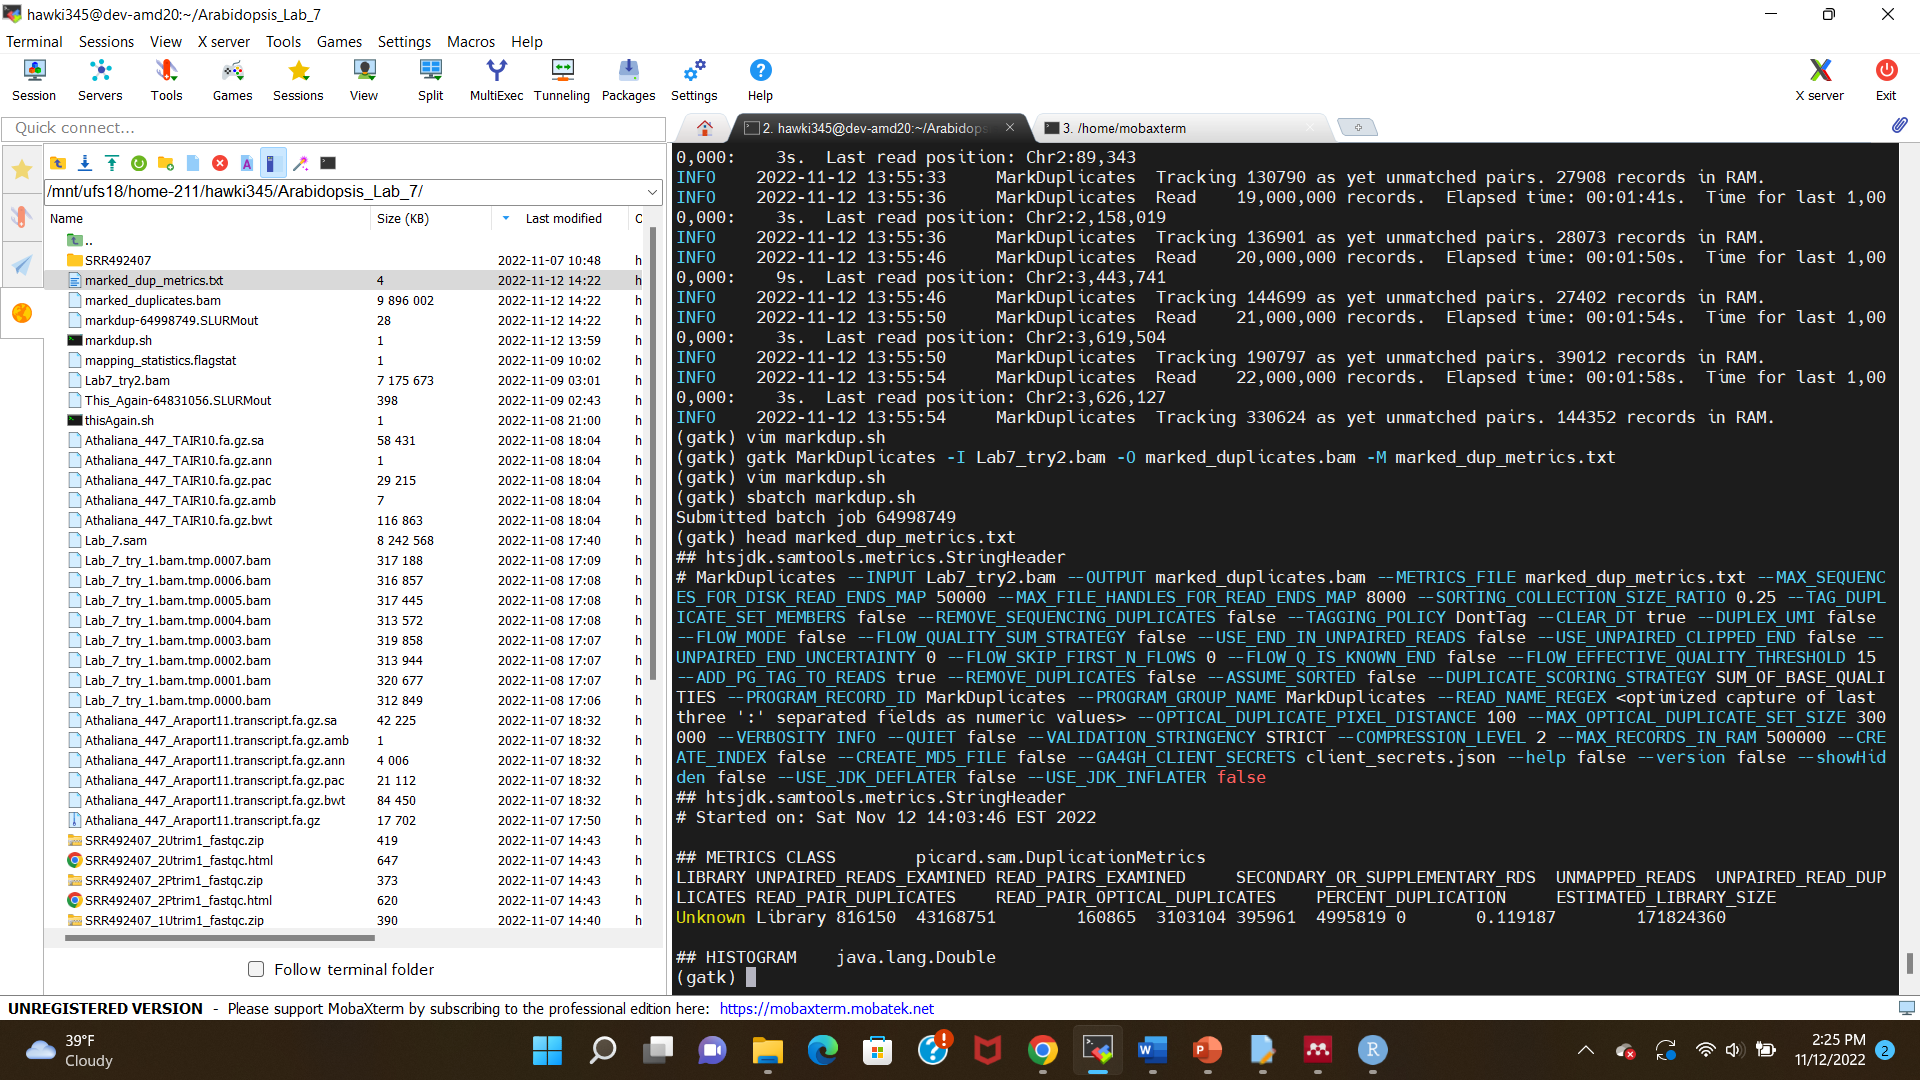 hawki345@dev-amd20:~/Arabidopsis_Lab_7
Terminal Sessions View X server Tools Games Settings Macros Help
Session Servers Tools Games Sessions View Split MultiExec Tunneling Packages Settings Help X server Exit
Quick connect...
2. hawki345@dev-amd20:~/Arabidops
3. /home/mobaxterm
/mnt/ufs18/home-211/hawki345/Arabidopsis_Lab_7/
Name Size (KB) Last modified
..
SRR492407 2022-11-07 10:48 h
marked_dup_metrics.txt 4 2022-11-12 14:22 h
marked_duplicates.bam 9 896 002 2022-11-12 14:22 h
markdup-64998749.SLURMout 28 2022-11-12 14:22 h
markdup.sh 1 2022-11-12 13:59 h
mapping_statistics.flagstat 1 2022-11-09 10:02 h
Lab7_try2.bam 7 175 673 2022-11-09 03:01 h
This_Again-64831056.SLURMout 398 2022-11-09 02:43 h
thisAgain.sh 1 2022-11-08 21:00 h
Athaliana_447_TAIR10.fa.gz.sa 58 431 2022-11-08 18:04 h
Athaliana_447_TAIR10.fa.gz.ann 1 2022-11-08 18:04 h
Athaliana_447_TAIR10.fa.gz.pac 29 215 2022-11-08 18:04 h
Athaliana_447_TAIR10.fa.gz.amb 7 2022-11-08 18:04 h
Athaliana_447_TAIR10.fa.gz.bwt 116 863 2022-11-08 18:04 h
Lab_7.sam 8 242 568 2022-11-08 17:40 h
Lab_7_try_1.bam.tmp.0007.bam 317 188 2022-11-08 17:09 h
Lab_7_try_1.bam.tmp.0006.bam 316 857 2022-11-08 17:08 h
Lab_7_try_1.bam.tmp.0005.bam 317 445 2022-11-08 17:08 h
Lab_7_try_1.bam.tmp.0004.bam 313 572 2022-11-08 17:08 h
Lab_7_try_1.bam.tmp.0003.bam 319 858 2022-11-08 17:07 h
Lab_7_try_1.bam.tmp.0002.bam 313 944 2022-11-08 17:07 h
Lab_7_try_1.bam.tmp.0001.bam 320 677 2022-11-08 17:07 h
Lab_7_try_1.bam.tmp.0000.bam 312 849 2022-11-08 17:06 h
Athaliana_447_Araport11.transcript.fa.gz.sa 42 225 2022-11-07 18:32 h
Athaliana_447_Araport11.transcript.fa.gz.amb 1 2022-11-07 18:32 h
Athaliana_447_Araport11.transcript.fa.gz.ann 4 006 2022-11-07 18:32 h
Athaliana_447_Araport11.transcript.fa.gz.pac 21 112 2022-11-07 18:32 h
Athaliana_447_Araport11.transcript.fa.gz.bwt 84 450 2022-11-07 18:32 h
Athaliana_447_Araport11.transcript.fa.gz 17 702 2022-11-07 17:50 h
SRR492407_2Utrim1_fastqc.zip 419 2022-11-07 14:43 h
SRR492407_2Utrim1_fastqc.html 647 2022-11-07 14:43 h
SRR492407_2Ptrim1_fastqc.zip 373 2022-11-07 14:43 h
SRR492407_2Ptrim1_fastqc.html 620 2022-11-07 14:43 h
SRR492407_1Utrim1_fastqc.zip 390 2022-11-07 14:40 h
Follow terminal folder
0,000: 3s. Last read position: Chr2:89,343
INFO 2022-11-12 13:55:33 MarkDuplicates Tracking 130790 as yet unmatched pairs. 27908 records in RAM.
INFO 2022-11-12 13:55:36 MarkDuplicates Read 19,000,000 records. Elapsed time: 00:01:41s. Time for last 1,00
0,000: 3s. Last read position: Chr2:2,158,019
INFO 2022-11-12 13:55:36 MarkDuplicates Tracking 136901 as yet unmatched pairs. 28073 records in RAM.
INFO 2022-11-12 13:55:46 MarkDuplicates Read 20,000,000 records. Elapsed time: 00:01:50s. Time for last 1,00
0,000: 9s. Last read position: Chr2:3,443,741
INFO 2022-11-12 13:55:46 MarkDuplicates Tracking 144699 as yet unmatched pairs. 27402 records in RAM.
INFO 2022-11-12 13:55:50 MarkDuplicates Read 21,000,000 records. Elapsed time: 00:01:54s. Time for last 1,00
0,000: 3s. Last read position: Chr2:3,619,504
INFO 2022-11-12 13:55:50 MarkDuplicates Tracking 190797 as yet unmatched pairs. 39012 records in RAM.
INFO 2022-11-12 13:55:54 MarkDuplicates Read 22,000,000 records. Elapsed time: 00:01:58s. Time for last 1,00
0,000: 3s. Last read position: Chr2:3,626,127
INFO 2022-11-12 13:55:54 MarkDuplicates Tracking 330624 as yet unmatched pairs. 144352 records in RAM.
(gatk) vim markdup.sh
(gatk) gatk MarkDuplicates -I Lab7_try2.bam -O marked_duplicates.bam -M marked_dup_metrics.txt
(gatk) vim markdup.sh
(gatk) sbatch markdup.sh
Submitted batch job 64998749
(gatk) head marked_dup_metrics.txt
## htsjdk.samtools.metrics.StringHeader
# MarkDuplicates --INPUT Lab7_try2.bam --OUTPUT marked_duplicates.bam --METRICS_FILE marked_dup_metrics.txt --MAX_SEQUENC
ES_FOR_DISK_READ_ENDS_MAP 50000 --MAX_FILE_HANDLES_FOR_READ_ENDS_MAP 8000 --SORTING_COLLECTION_SIZE_RATIO 0.25 --TAG_DUPL
ICATE_SET_MEMBERS false --REMOVE_SEQUENCING_DUPLICATES false --TAGGING_POLICY DontTag --CLEAR_DT true --DUPLEX_UMI false
--FLOW_MODE false --FLOW_QUALITY_SUM_STRATEGY false --USE_END_IN_UNPAIRED_READS false --USE_UNPAIRED_CLIPPED_END false --
UNPAIRED_END_UNCERTAINTY 0 --FLOW_SKIP_FIRST_N_FLOWS 0 --FLOW_Q_IS_KNOWN_END false --FLOW_EFFECTIVE_QUALITY_THRESHOLD 15
--ADD_PG_TAG_TO_READS true --REMOVE_DUPLICATES false --ASSUME_SORTED false --DUPLICATE_SCORING_STRATEGY SUM_OF_BASE_QUALI
TIES --PROGRAM_RECORD_ID MarkDuplicates --PROGRAM_GROUP_NAME MarkDuplicates --READ_NAME_REGEX <optimized capture of last
three ':' separated fields as numeric values> --OPTICAL_DUPLICATE_PIXEL_DISTANCE 100 --MAX_OPTICAL_DUPLICATE_SET_SIZE 300
000 --VERBOSITY INFO --QUIET false --VALIDATION_STRINGENCY STRICT --COMPRESSION_LEVEL 2 --MAX_RECORDS_IN_RAM 500000 --CRE
ATE_INDEX false --CREATE_MD5_FILE false --GA4GH_CLIENT_SECRETS client_secrets.json --help false --version false --showHid
den false --USE_JDK_DEFLATER false --USE_JDK_INFLATER false
## htsjdk.samtools.metrics.StringHeader
# Started on: Sat Nov 12 14:03:46 EST 2022
## METRICS CLASS picard.sam.DuplicationMetrics
LIBRARY UNPAIRED_READS_EXAMINED READ_PAIRS_EXAMINED SECONDARY_OR_SUPPLEMENTARY_RDS UNMAPPED_READS UNPAIRED_READ_DUP
LICATES READ_PAIR_DUPLICATES READ_PAIR_OPTICAL_DUPLICATES PERCENT_DUPLICATION ESTIMATED_LIBRARY_SIZE
Unknown Library 816150 43168751 160865 3103104 395961 4995819 0 0.119187 171824360
## HISTOGRAM java.lang.Double
(gatk)
UNREGISTERED VERSION - Please support MobaXterm by subscribing to the professional edition here: https://mobaxterm.mobatek.net
39°F
Cloudy
2:25 PM
11/12/2022
2